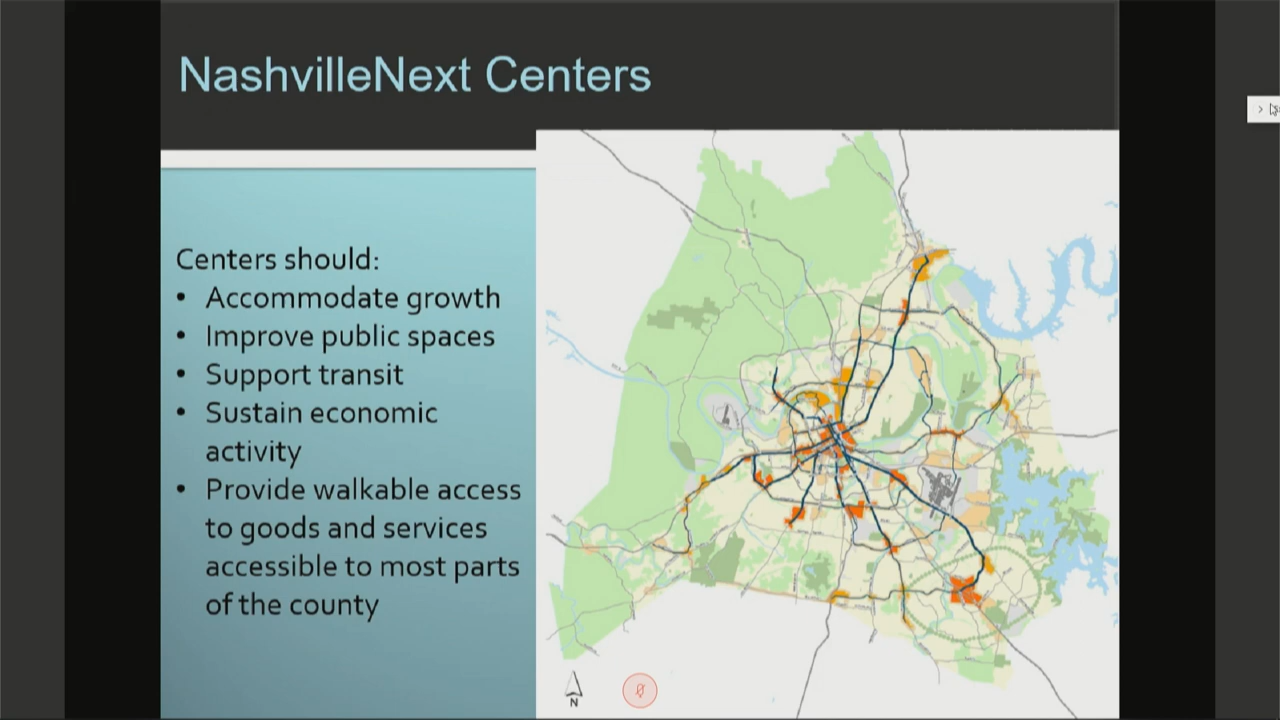 NashvilleNext Centers
Centers should:
• Accommodate growth
• Improve public spaces
• Support transit
• Sustain economic
activity
• Provide walkable access
to goods and services
accessible to most parts
of the county
N